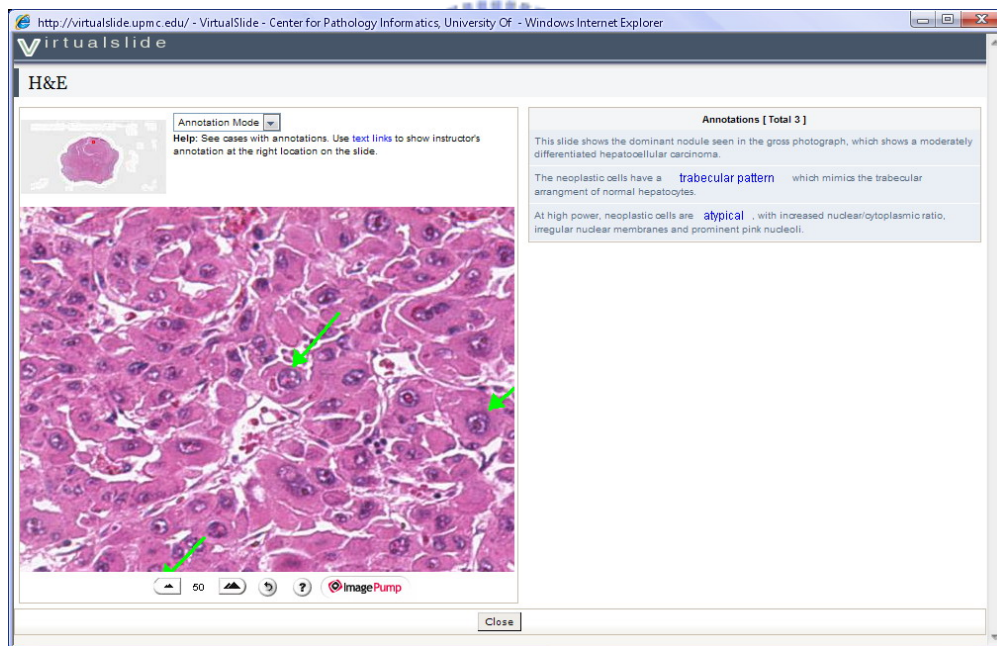 http://virtualslide.upmc.edu/ - VirtualSlide - Center for Pathology Informatics, University Of - Windows Internet Explorer
Virtualslide
H&E
Annotation Mode
Help: See cases with annotations. Use text links to show instructor's
annotation at the right location on the slide.
Annotations [ Total 3 ]
This slide shows the dominant nodule seen in the gross photograph, which shows a moderately
differentiated hepatocellular carcinoma.
The neoplastic cells have a trabecular pattern which mimics the trabecular
arrangment of normal hepatocytes.
At high power, neoplastic cells are atypical , with increased nuclear/cytoplasmic ratio,
irregular nuclear membranes and prominent pink nucleoli.
50
?
ImagePump
Close